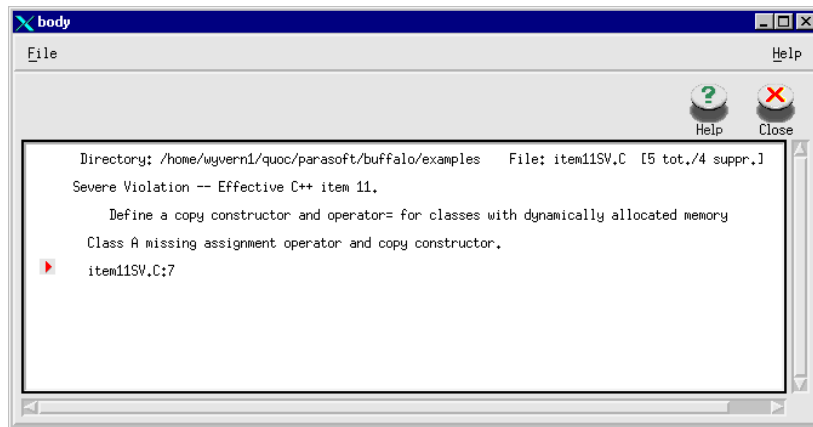 body
File Help
Help Close
Directory: /home/wyvern1/quoc/parasoft/buffalo/examples File: item11SV.C [5 tot./4 suppr.]
Severe Violation -- Effective C++ item 11.
Define a copy constructor and operator= for classes with dynamically allocated memory
Class A missing assignment operator and copy constructor.
item11SV.C:7